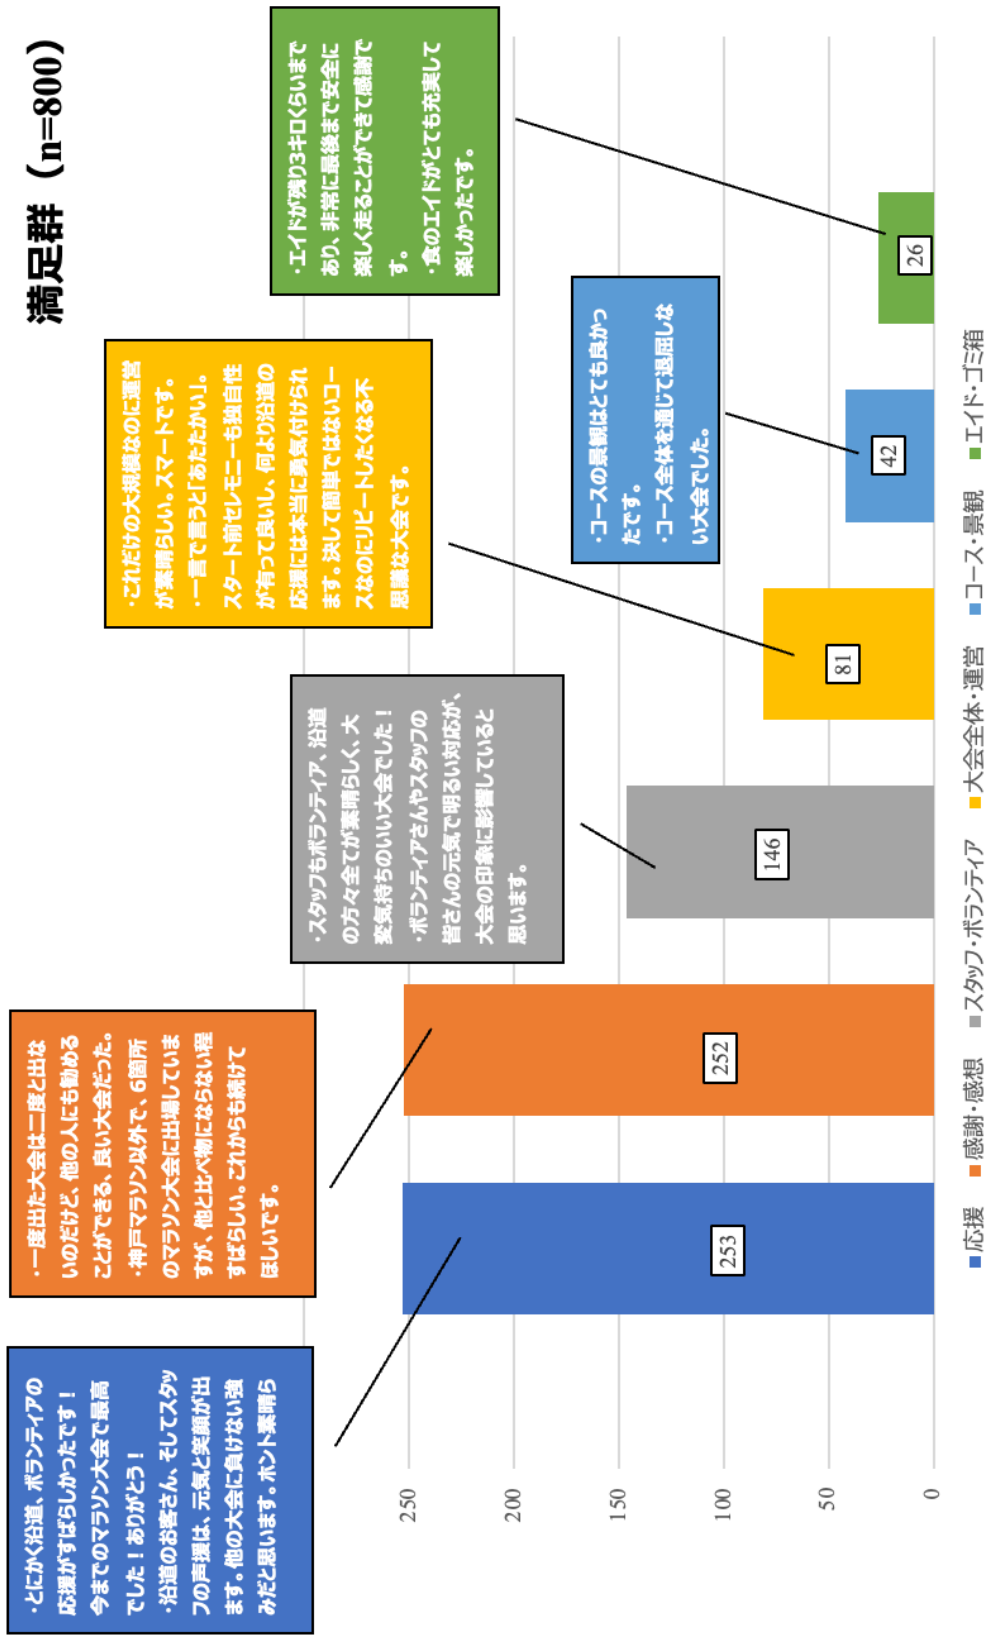 満足群（n=800）
・とにかく沿道、ボランティアの
応援がすばらしかったです！
今までのマラソン大会で最高
でした！ありがとう！
・沿道のお客さん、そしてスタッ
フの声援は、元気と笑顔が出
ます。他の大会に負けない強
みだと思います。ホント素晴ら
・一度出た大会は二度と出な
いのだけど、他の人にも勧める
ことができる、良い大会だった。
・神戸マラソン以外で、6箇所
のマラソン大会に出場していま
すが、他と比べ物にならない程
すばらしい。これからも続けて
ほしいです。
・スタッフもボランティア、沿道
の方々全てが素晴らしく、大
変気持ちのいい大会でした！
・ボランティアさんやスタッフの
皆さんの元気で明るい対応が、
大会の印象に影響していると
思います。
・これだけの大規模なのに運営
が素晴らしい。スマートです。
・一言で言うと「あたたかい」。
スタート前セレモニーも独自性
が有って良いし、何より沿道の
応援には本当に勇気付けられ
ます。決して簡単ではないコー
スなのにリピートしたくなる不
思議な大会です。
・コースの景観はとても良かっ
たです。
・コース全体を通じて退屈しな
い大会でした。
・エイドが残り3キロくらいまで
あり、非常に最後まで安全に
楽しく走ることができて感謝で
す。
・食のエイドがとても充実して
楽しかったです。
250
200
150
100
50
0
253
252
146
81
42
26
応援 感謝・感想 スタッフ・ボランティア 大会全体・運営 コース・景観 エイド・ゴミ箱